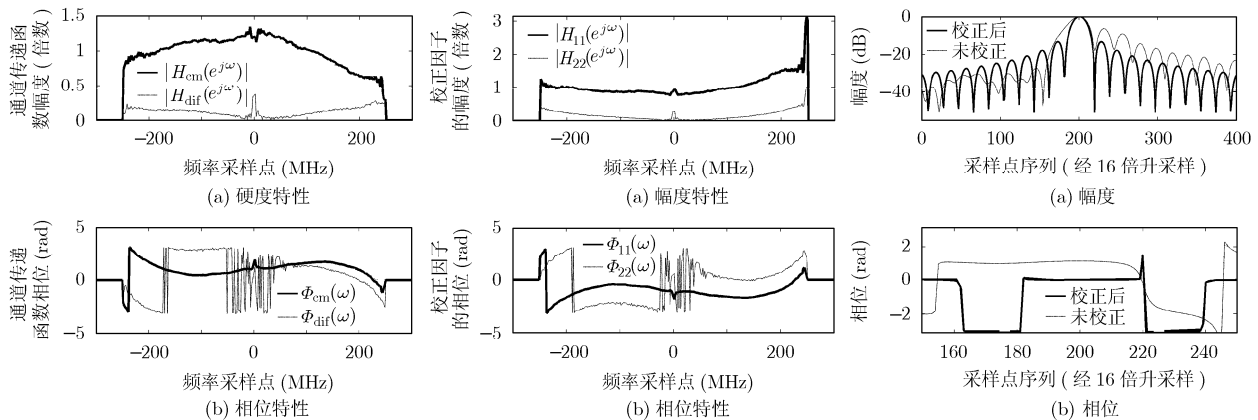 通道传递函
数幅度 ( 倍数)
1.5
1
0.5
0
|Hcm(e^jω)|
|Hdif(e^jω)|
−200
0
200
频率采样点 (MHz)
(a) 硬度特性
校正因子
的幅度 ( 倍数)
3
2
1
0
|H11(e^jω)|
|H22(e^jω)|
−200
0
200
频率采样点 (MHz)
(a) 幅度特性
幅度 (dB)
0
−20
−40
校正后
未校正
0
100
200
300
400
采样点序列 ( 经 16 倍升采样 )
(a) 幅度
通道传递
函数相位 (rad)
5
0
−5
Φcm(ω)
Φdif(ω)
−200
0
200
频率采样点 (MHz)
(b) 相位特性
校正因子
的相位 (rad)
5
0
−5
Φ11(ω)
Φ22(ω)
−200
0
200
频率采样点 (MHz)
(b) 相位特性
相位 (rad)
2
0
−2
校正后
未校正
160
180
200
220
240
采样点序列 ( 经 16 倍升采样 )
(b) 相位